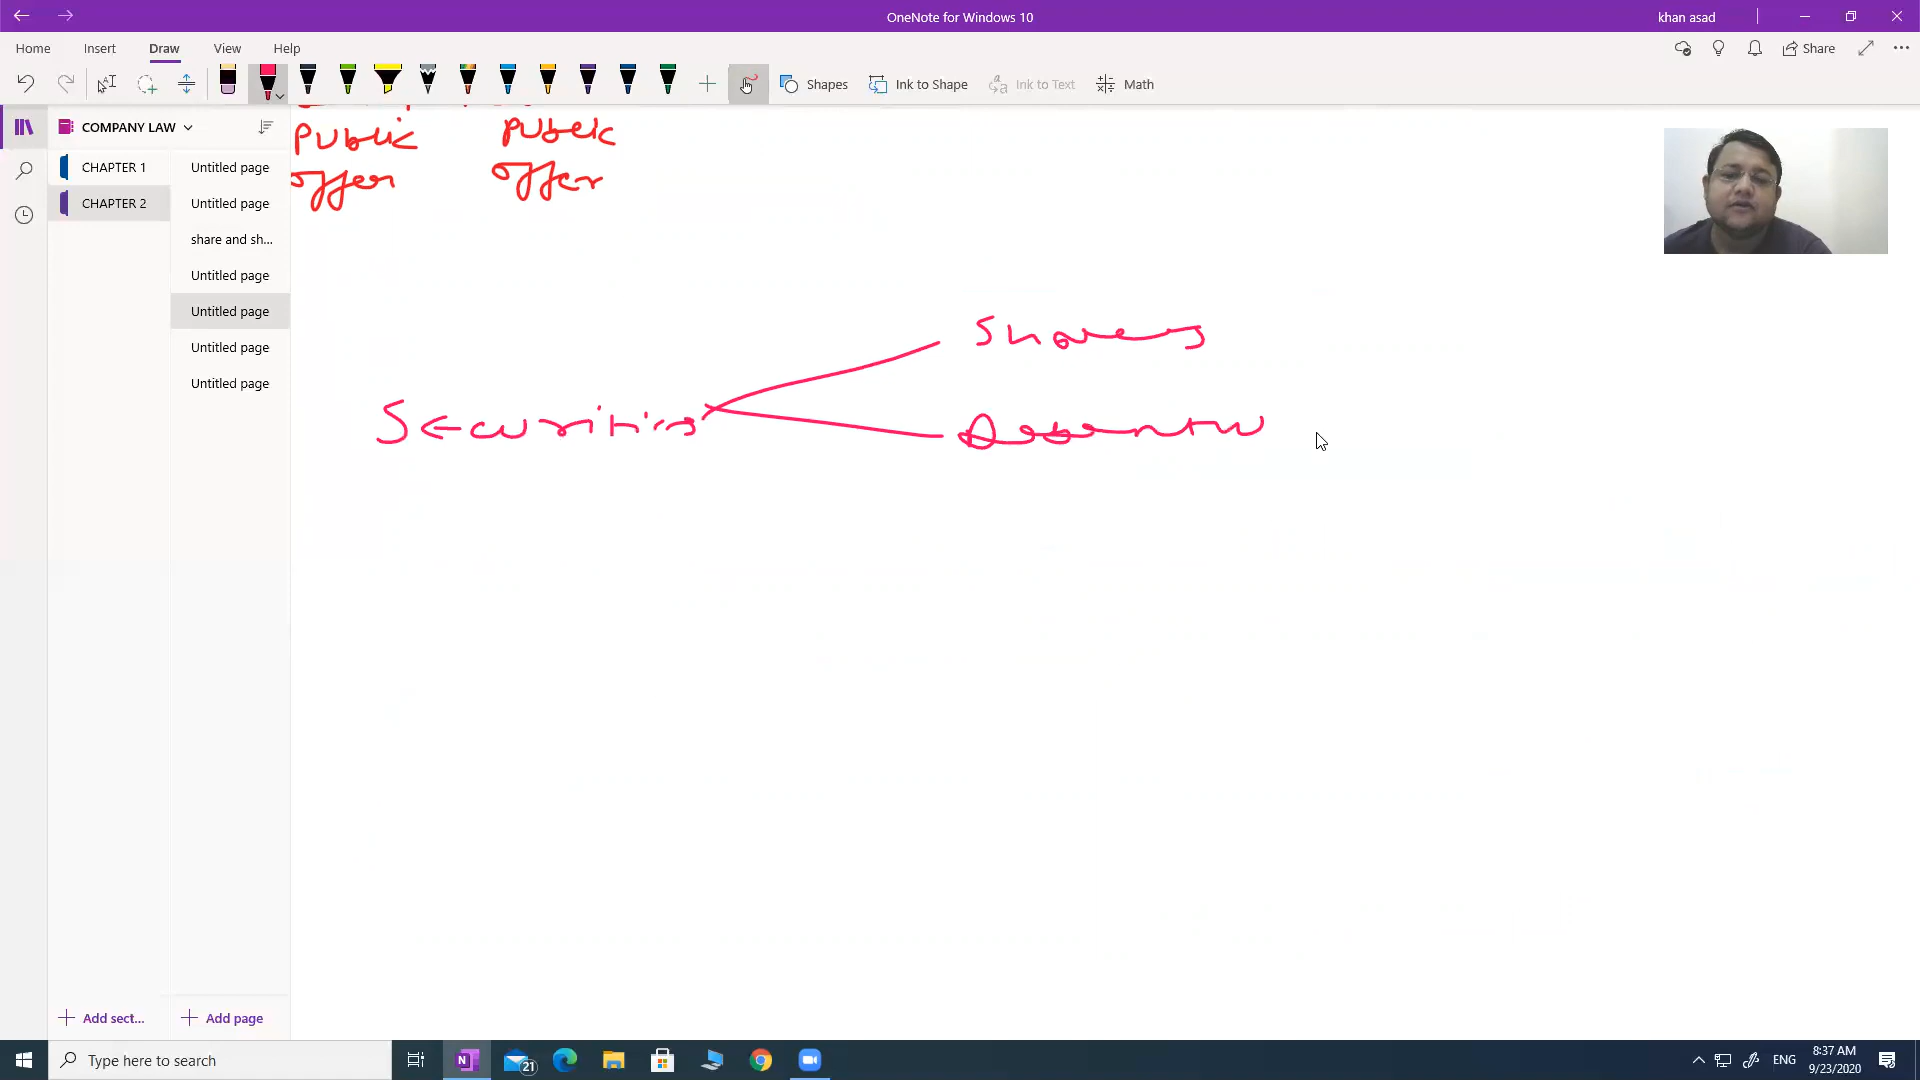 OneNote for Windows 10
khan asad
Home Insert Draw View Help
Share
Shapes
Ink to Shape
Ink to Text
Math
COMPANY LAW
CHAPTER 1
CHAPTER 2
Untitled page
Untitled page
share and sh...
Untitled page
Untitled page
Untitled page
Untitled page
Public Public
offer offer
Shares
Securities
Debentu
Add sect...
Add page
Type here to search
21
ENG
8:37 AM
9/23/2020